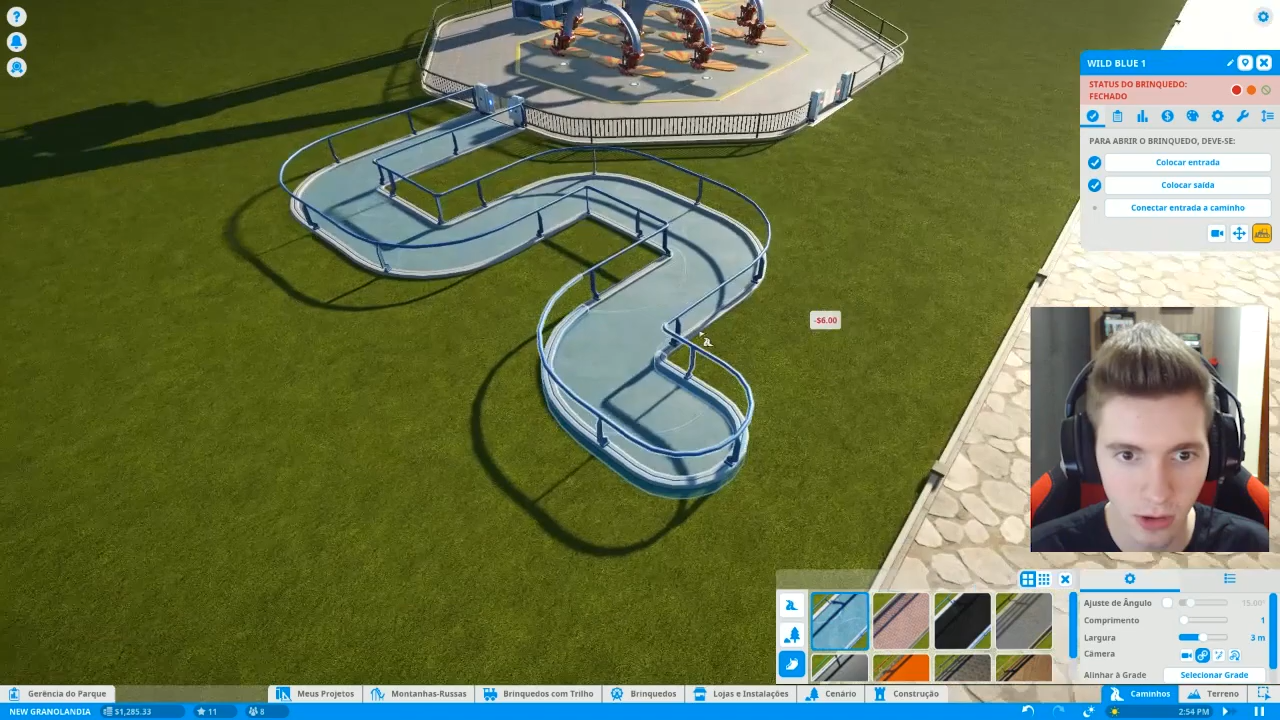 WILD BLUE 1
STATUS DO BRINQUEDO:
FECHADO
PARA ABRIR O BRINQUEDO, DEVE-SE:
Colocar entrada
Colocar saída
Conectar entrada a caminho
-$6.00
Ajuste de Ângulo 15.00°
Comprimento 1
Largura 3 m
Câmera
Alinhar à Grade Selecionar Grade
Gerência do Parque Meus Projetos Montanhas-Russas Brinquedos com Trilho Brinquedos Lojas e Instalações Cenário Construção Caminhos Terreno
NEW GRANOLANDIA $1,285.33 11 8 2:54 PM